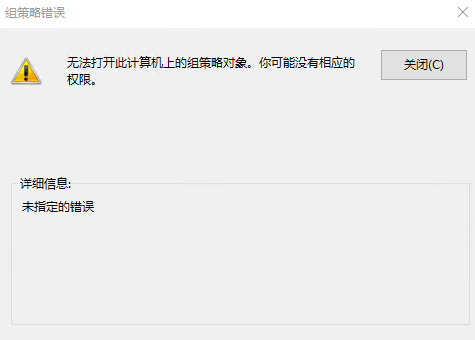 组策略错误
无法打开此计算机上的组策略对象。你可能没有相应的
权限。
关闭(C)
详细信息:
未指定的错误